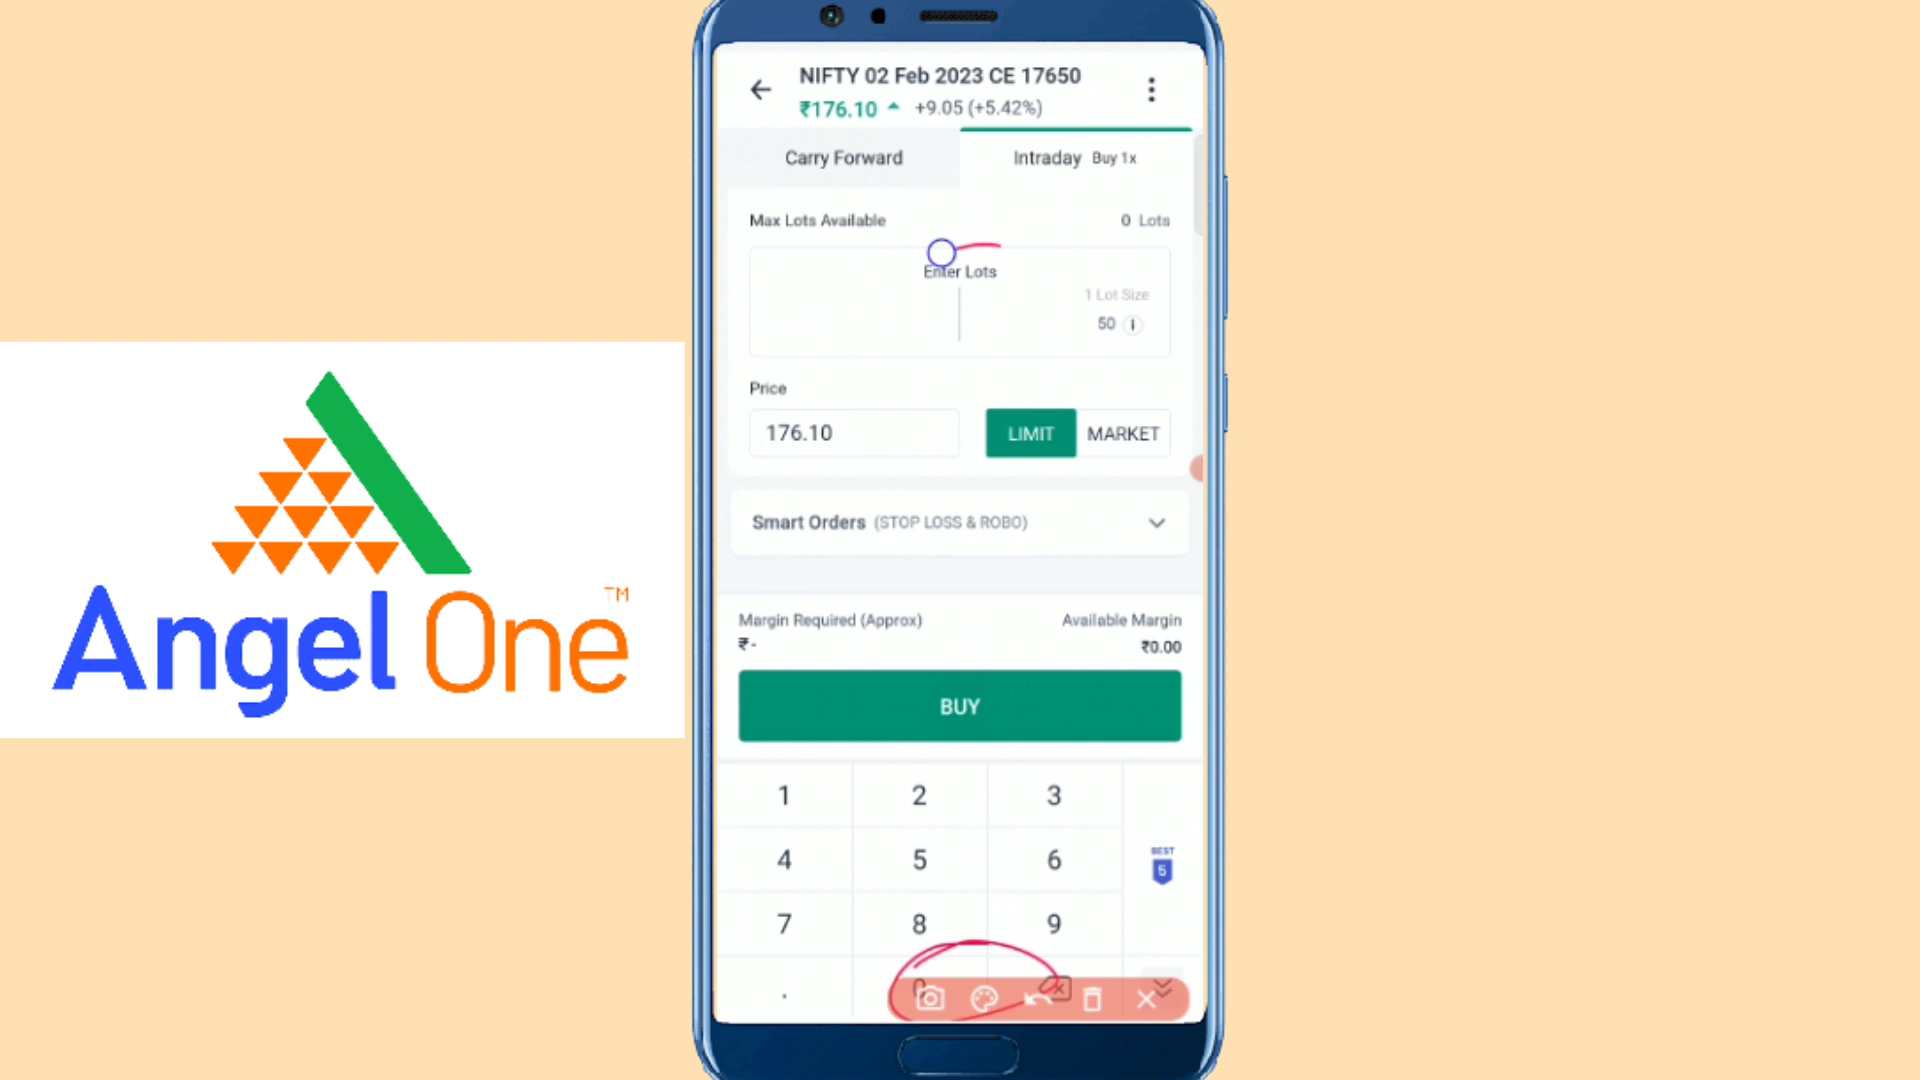 Angel One
TM
NIFTY 02 Feb 2023 CE 17650
₹176.10 +9.05 (+5.42%)
Carry Forward
Intraday Buy 1x
Max Lots Available
0 Lots
Enter Lots
1 Lot Size
50
Price
176.10
LIMIT
MARKET
Smart Orders (STOP LOSS & ROBO)
Margin Required (Approx)
Available Margin
₹-
₹0.00
BUY
1 2 3
4 5 6
BEST
5
7 8 9
. 0